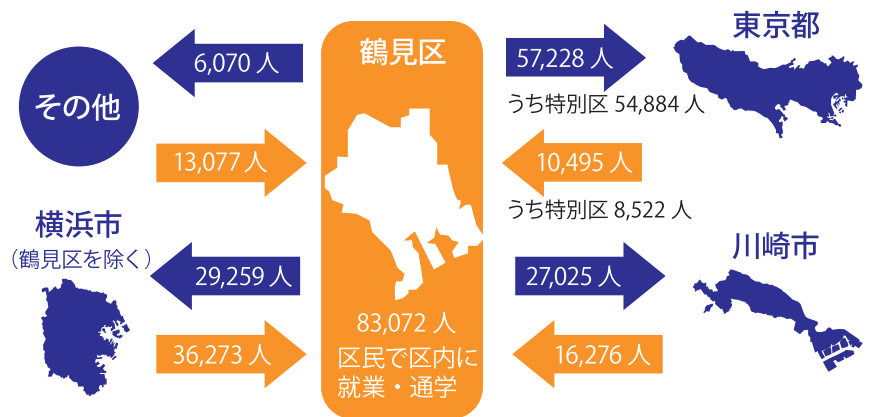 鶴見区
東京都
6,070 人
57,228 人
その他
うち特別区 54,884 人
13,077 人
10,495 人
うち特別区 8,522 人
横浜市
（鶴見区を除く）
川崎市
29,259 人
27,025 人
83,072 人
36,273 人
区民で区内に
16,276 人
就業・通学